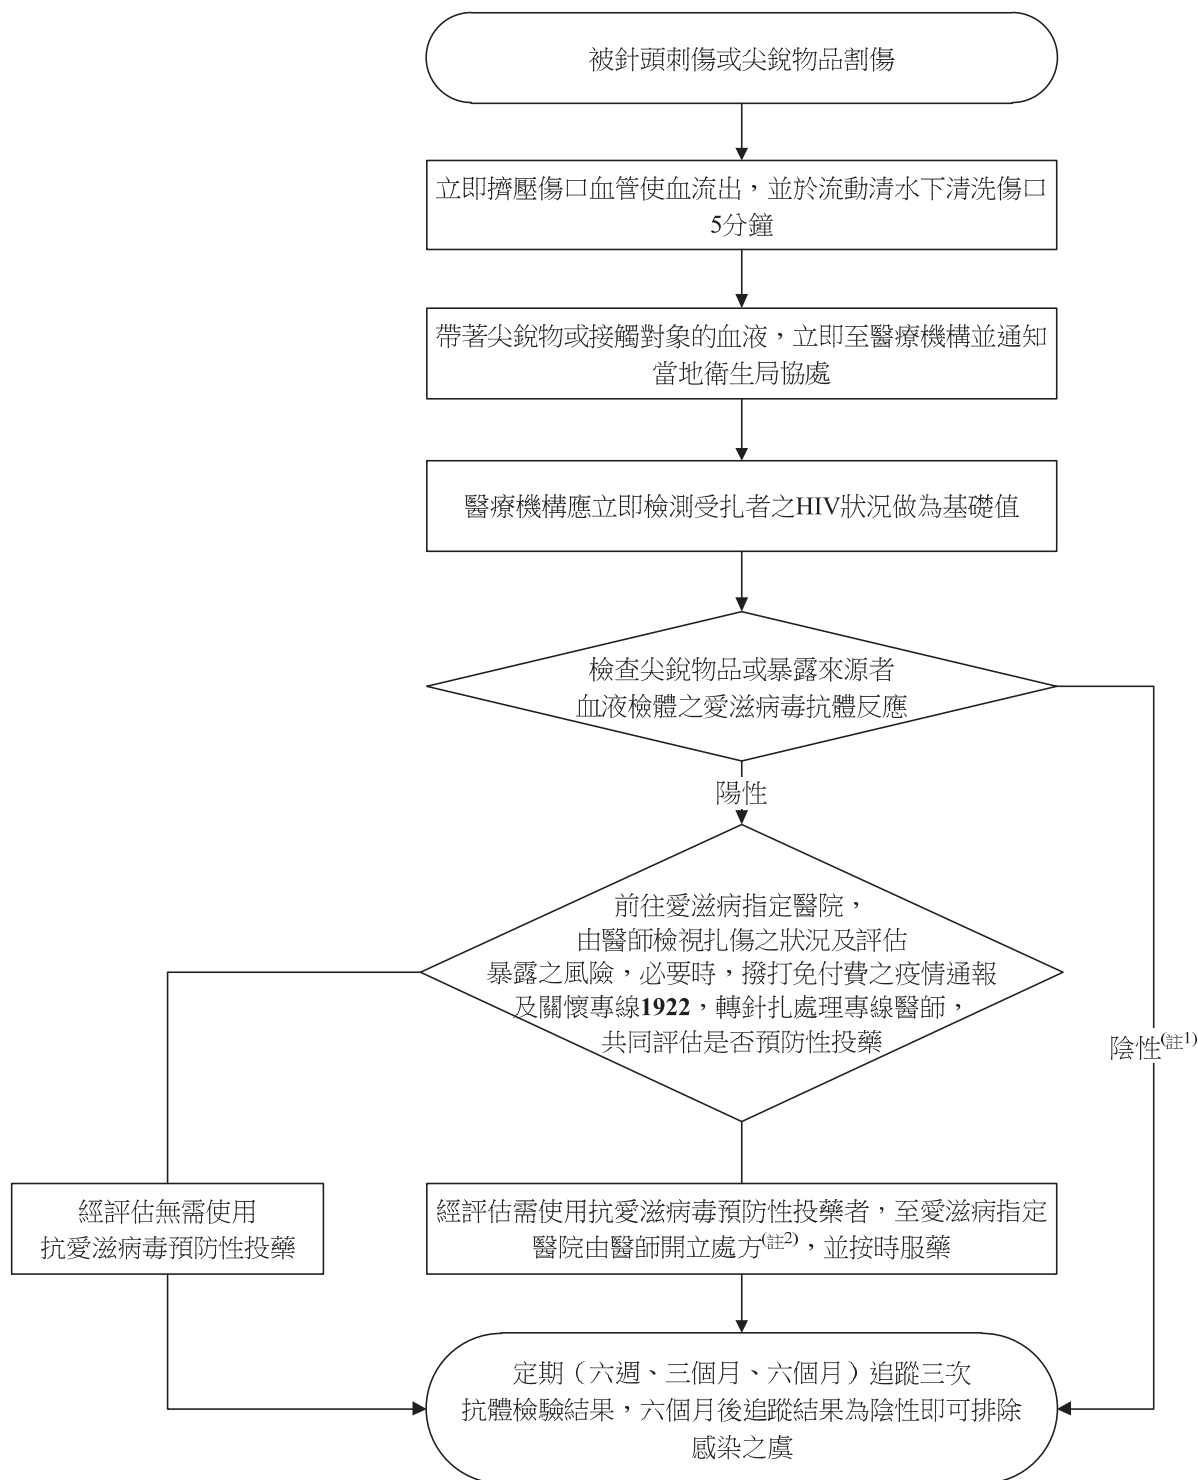 被針頭刺傷或尖銳物品割傷
立即擠壓傷口血管使血流出，並於流動清水下清洗傷口
5分鐘
帶著尖銳物或接觸對象的血液，立即至醫療機構並通知
當地衛生局協處
醫療機構應立即檢測受扎者之HIV狀況做為基礎值
檢查尖銳物品或暴露來源者
血液檢體之愛滋病毒抗體反應
陽性
前往愛滋病指定醫院，
由醫師檢視扎傷之狀況及評估
暴露之風險，必要時，撥打免付費之疫情通報
及關懷專線1922，轉針扎處理專線醫師，
共同評估是否預防性投藥
陰性(註1)
經評估無需使用
抗愛滋病毒預防性投藥
經評估需使用抗愛滋病毒預防性投藥者，至愛滋病指定
醫院由醫師開立處方(註2)，並按時服藥
定期（六週、三個月、六個月）追蹤三次
抗體檢驗結果，六個月後追蹤結果為陰性即可排除
感染之虞